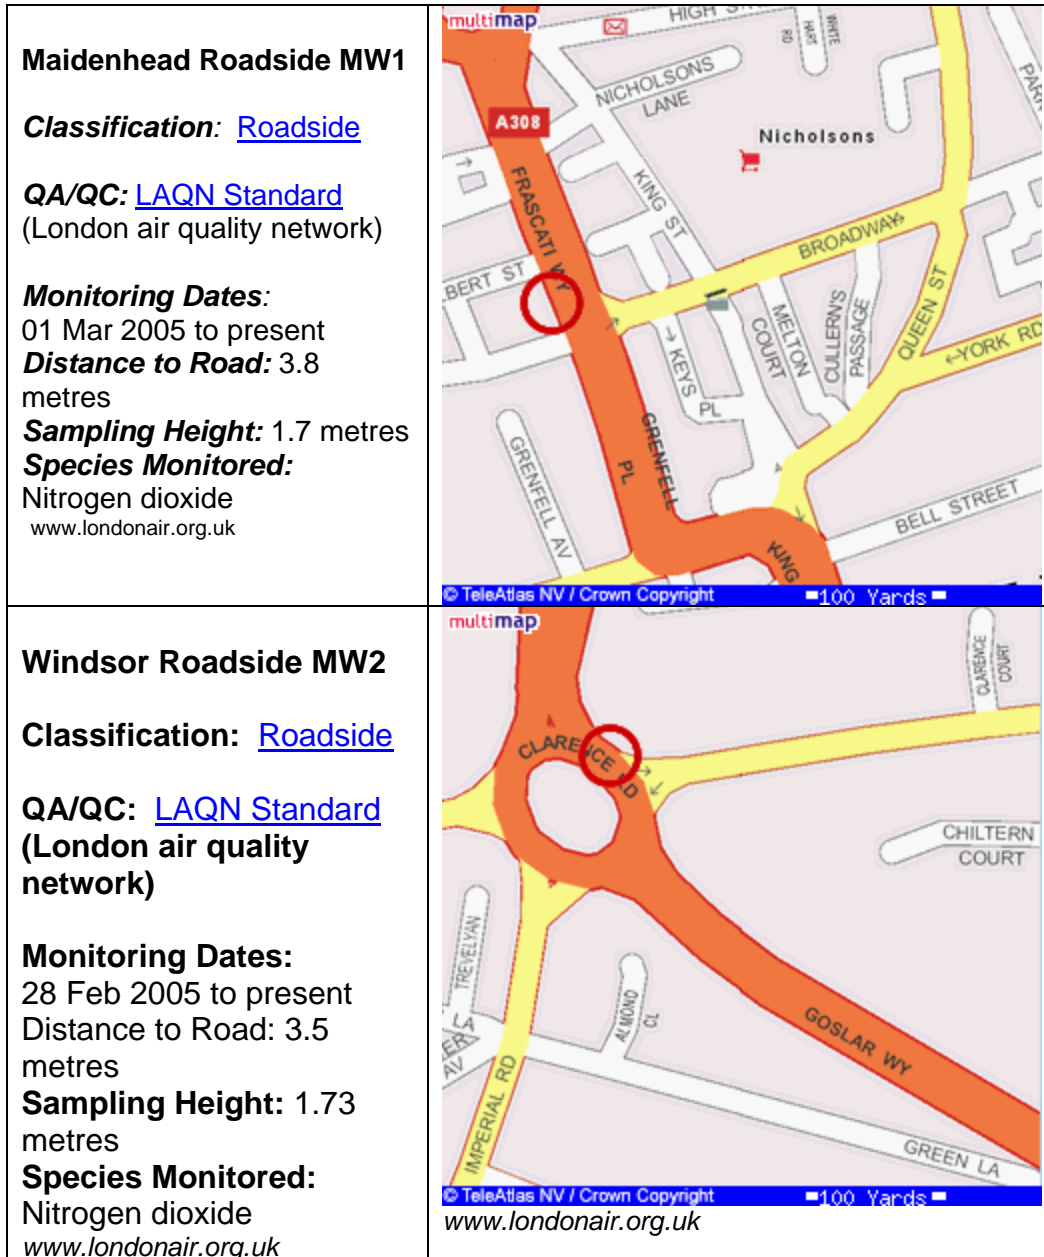 Maidenhead Roadside MW1
Classification: Roadside
QA/QC: LAQN Standard
(London air quality network)
Monitoring Dates:
01 Mar 2005 to present
Distance to Road: 3.8
metres
Sampling Height: 1.7 metres
Species Monitored:
Nitrogen dioxide
www.londonair.org.uk
multimap
HIGH
WHITE
HART
RD
NICHOLSONS
LANE
A308
Nicholsons
FRASCATI WY
KING ST
BROADWAY
BERT ST
MELTON
COURT
CULLERN'S
PASSAGE
QUEEN ST
YORK RD
KEYS
PL
GRENFELL
PL
GRENFELL AV
BELL STREET
KING
© TeleAtlas NV / Crown Copyright
100 Yards
Windsor Roadside MW2
Classification: Roadside
QA/QC: LAQN Standard
(London air quality
network)
Monitoring Dates:
28 Feb 2005 to present
Distance to Road: 3.5
metres
Sampling Height: 1.73
metres
Species Monitored:
Nitrogen dioxide
www.londonair.org.uk
multimap
CLARENCE
COURT
CLARENCE RD
CHILTERN
COURT
TREVELYAN
LA
ER
AV
ALMOND
CL
GOSLAR WY
IMPERIAL RD
GREEN LA
© TeleAtlas NV / Crown Copyright
100 Yards
www.londonair.org.uk